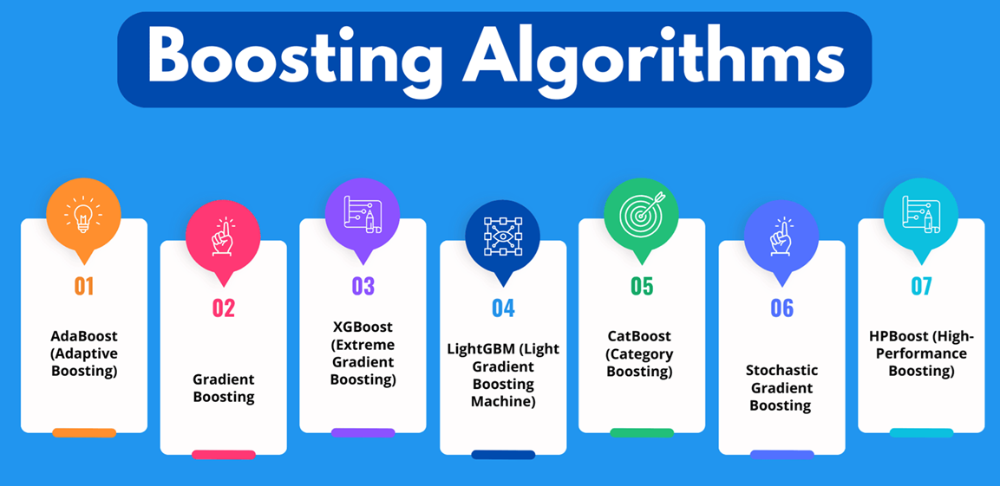 Boosting Algorithms
01
AdaBoost
(Adaptive
Boosting)
02
Gradient
Boosting
03
XGBoost
(Extreme
Gradient
Boosting)
04
LightGBM (Light
Gradient
Boosting
Machine)
05
CatBoost
(Category
Boosting)
06
Stochastic
Gradient
Boosting
07
HPBoost (High-
Performance
Boosting)